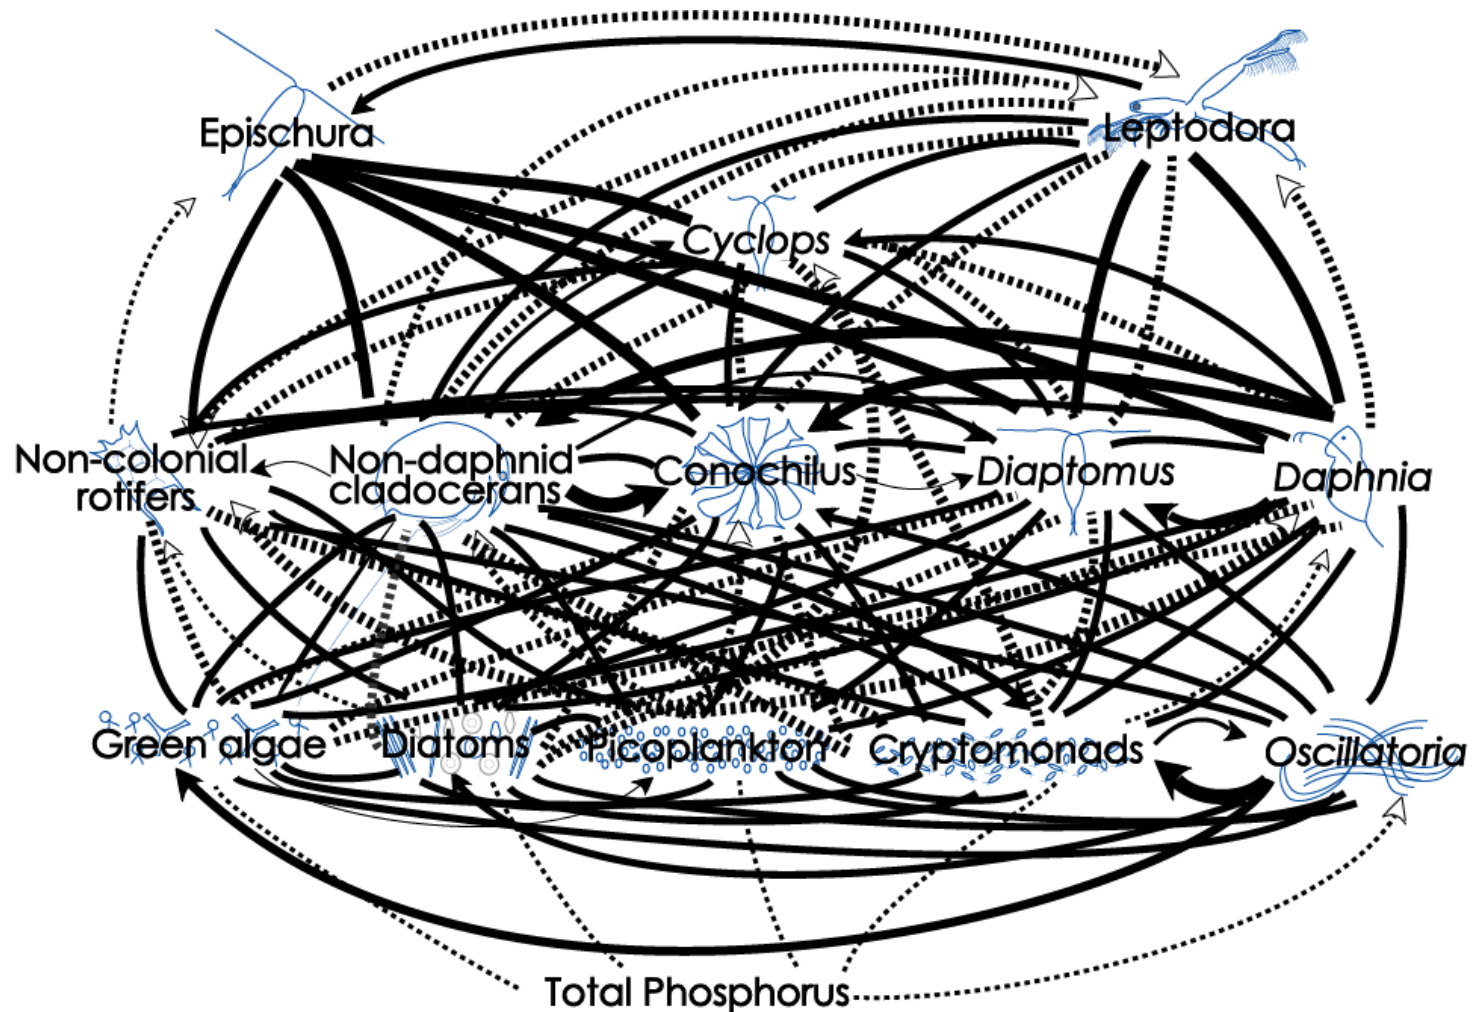 Epischura
Leptodora
Cyclops
Non-colonial
rotifers
Non-daphnid
cladocerans
Conochilus
Diaptomus
Daphnia
Green algae
Diatoms
Picoplankton
Cryptomonads
Oscillatoria
Total Phosphorus